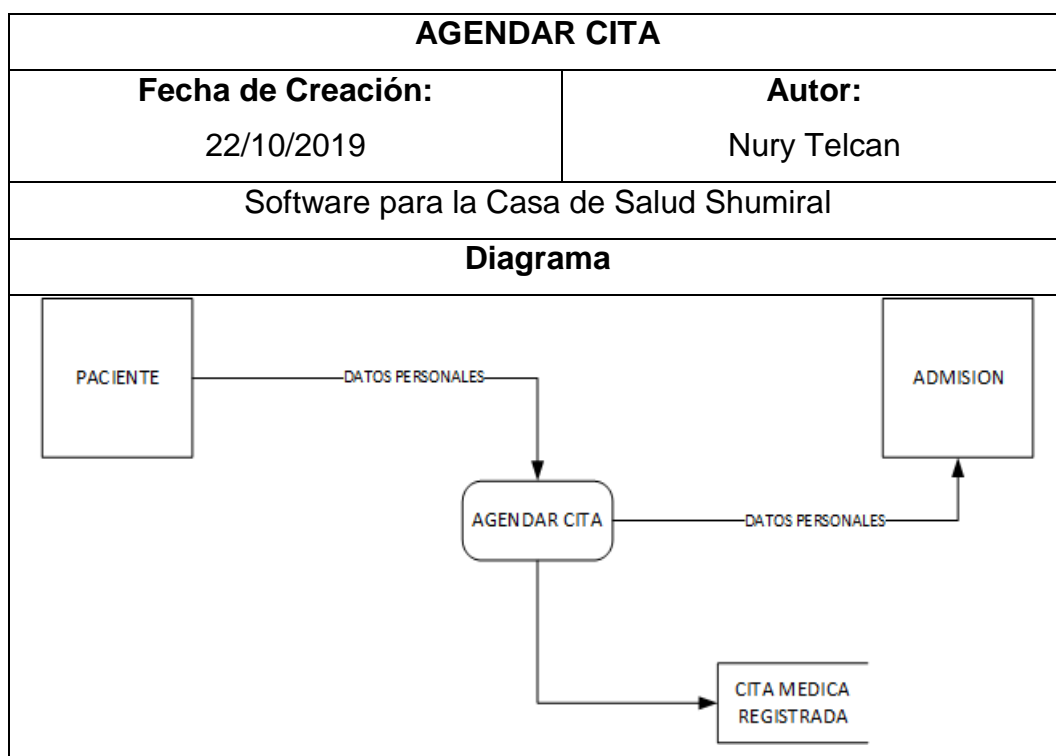 AGENDAR CITA
Fecha de Creación:
22/10/2019
Autor:
Nury Telcan
Software para la Casa de Salud Shumiral
Diagrama
PACIENTE
DATOS PERSONALES
ADMISION
AGENDAR CITA
DATOS PERSONALES
CITA MEDICA
REGISTRADA